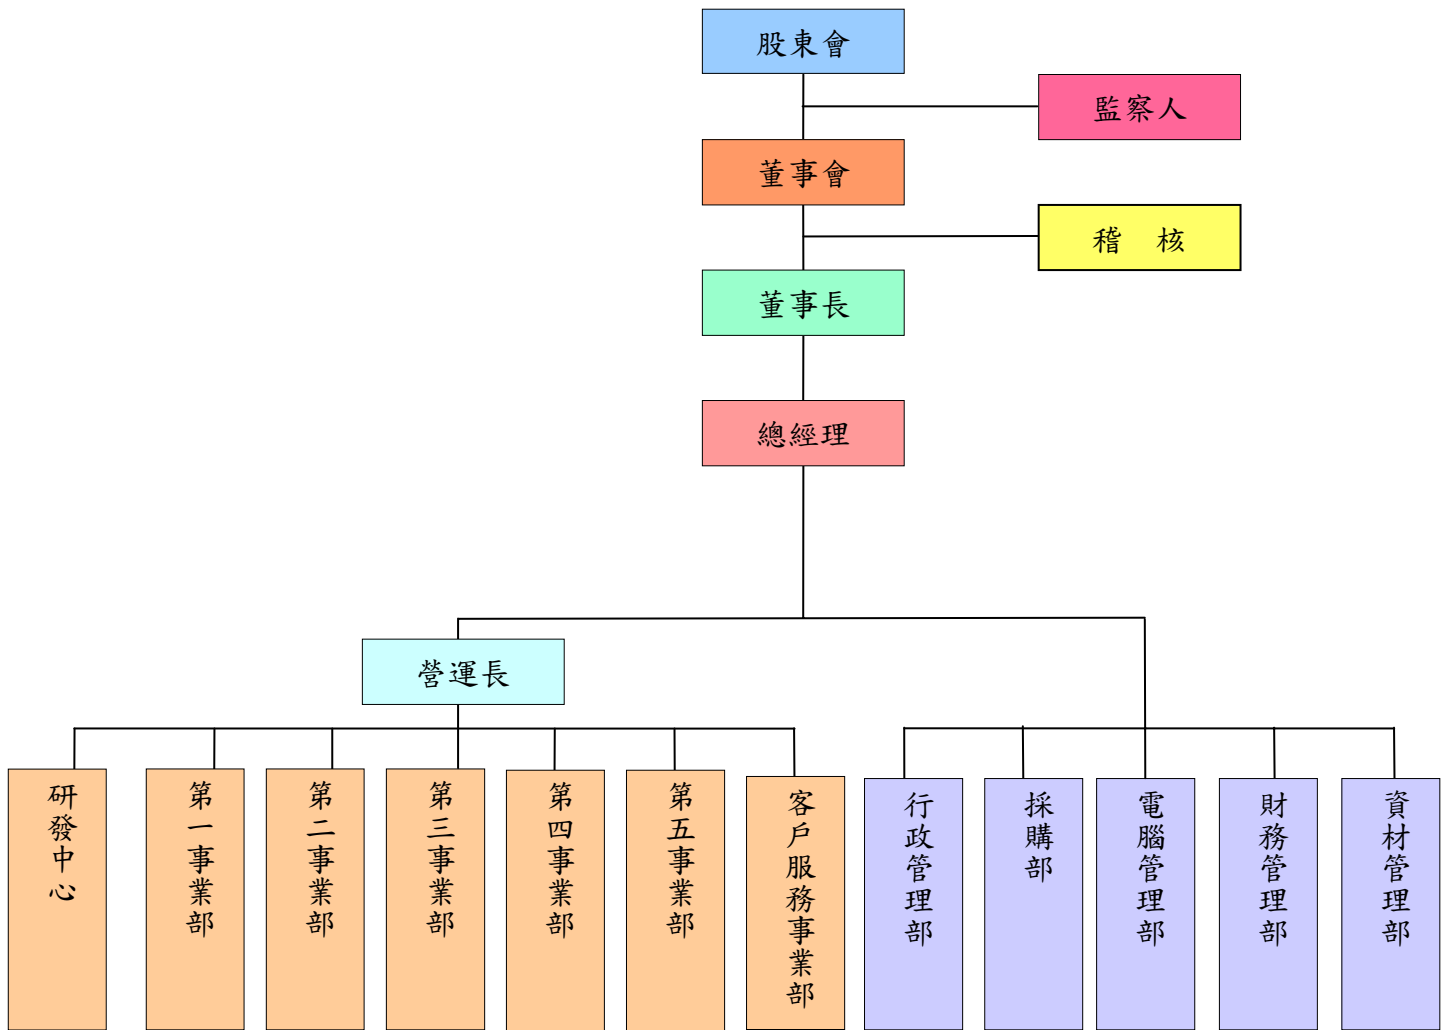 股東會
監察人
董事會
稽　核
董事長
總經理
營運長
研發中心
第一事業部
第二事業部
第三事業部
第四事業部
第五事業部
客戶服務事業部
行政管理部
採購部
電腦管理部
財務管理部
資材管理部